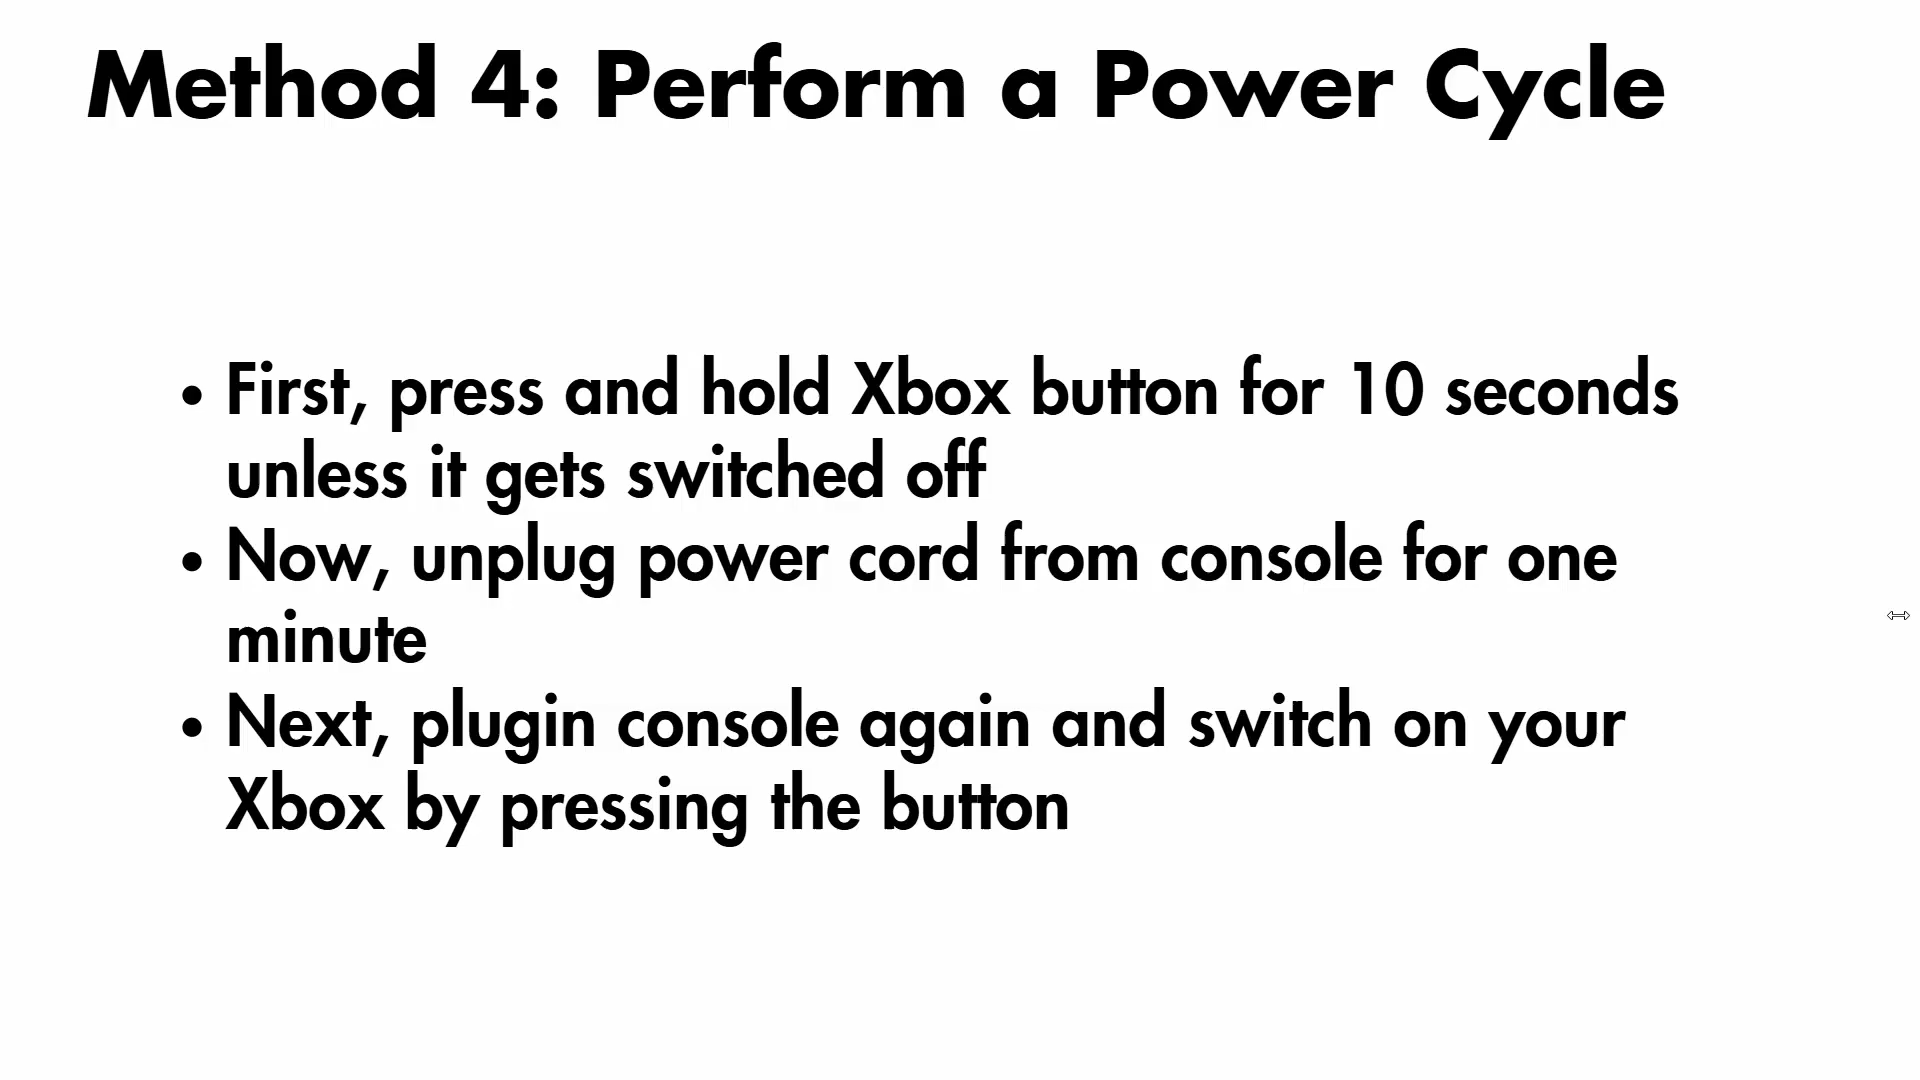 Method 4: Perform a Power Cycle
• First, press and hold Xbox button for 10 seconds
unless it gets switched off
• Now, unplug power cord from console for one
minute
• Next, plugin console again and switch on your
Xbox by pressing the button